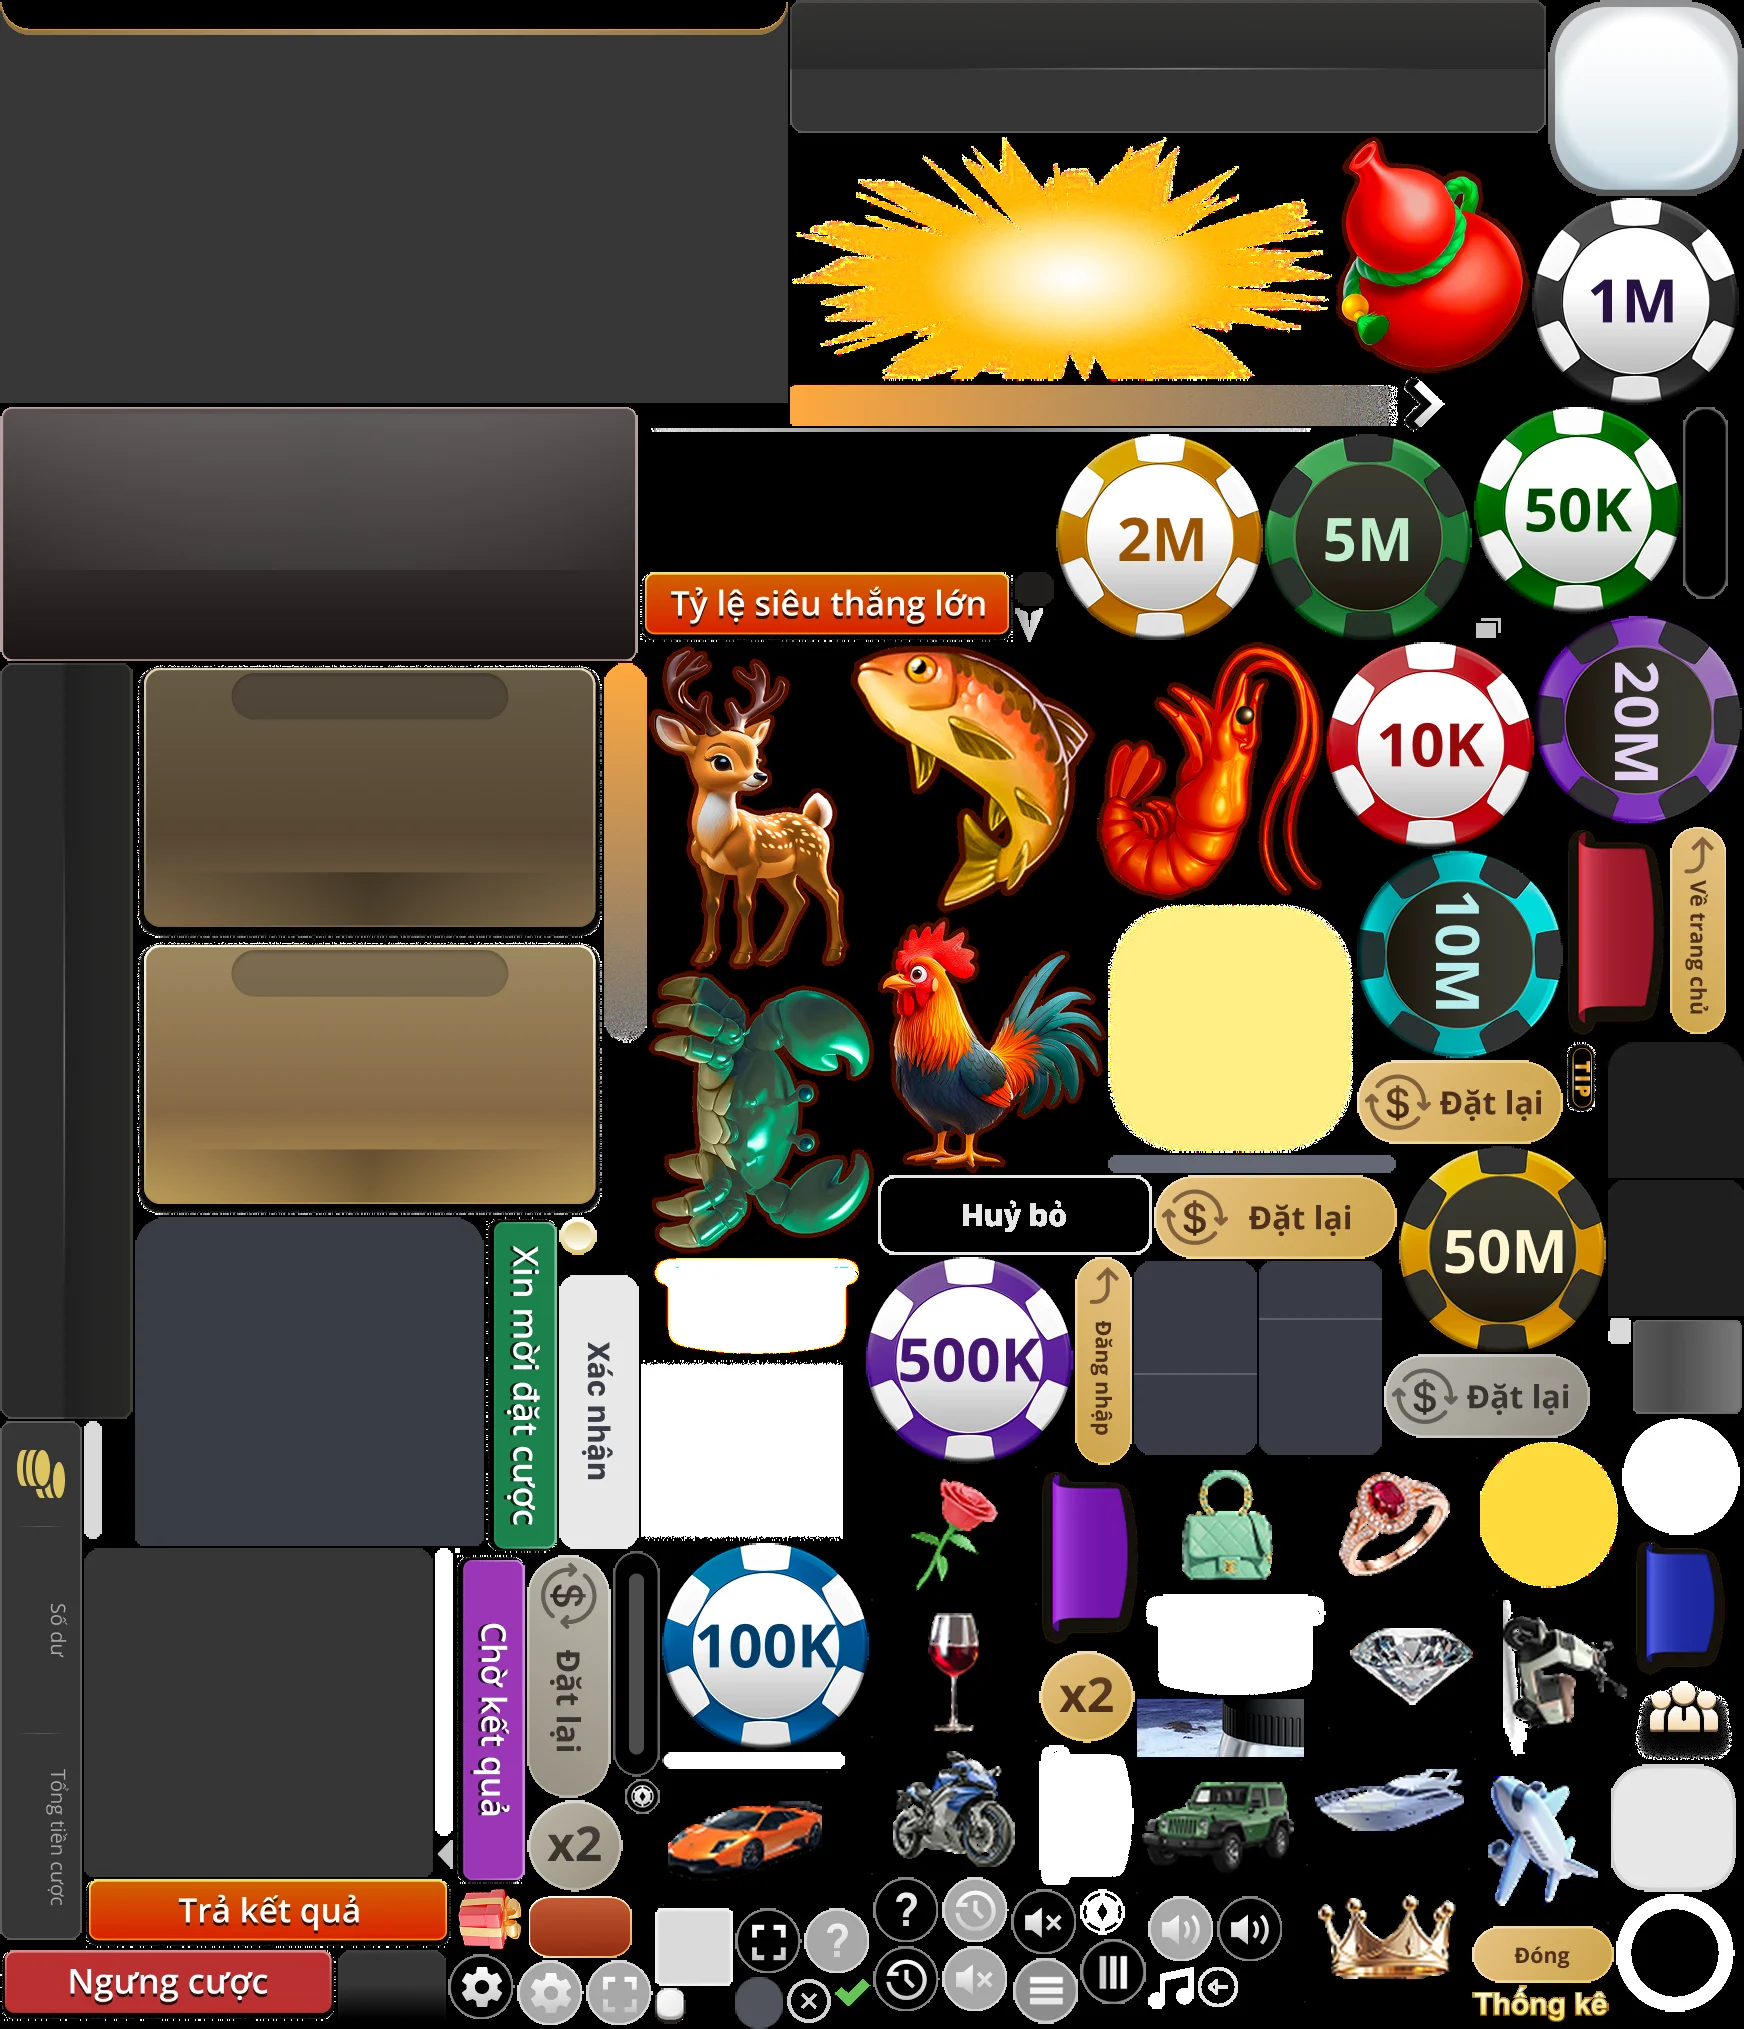 1M
2M
5M
50K
Tỷ lệ siêu thắng lớn
10K
20M
10M
Về trang chủ
Đặt lại
TIP
Huỷ bỏ
Đặt lại
50M
Xin mời đặt cược
Xác nhận
500K
Đăng nhập
Đặt lại
Số dư
Tổng tiền cược
Chờ kết quả
Đặt lại
100K
x2
x2
Trả kết quả
Ngưng cược
Đóng
Thống kê